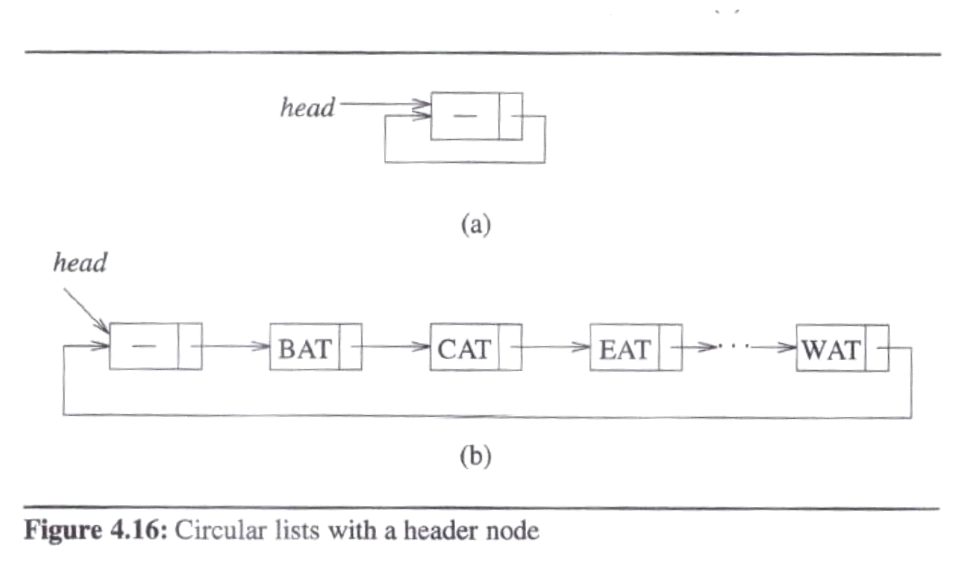 head
(a)
head
BAT CAT EAT ··· WAT
(b)
Figure 4.16: Circular lists with a header node